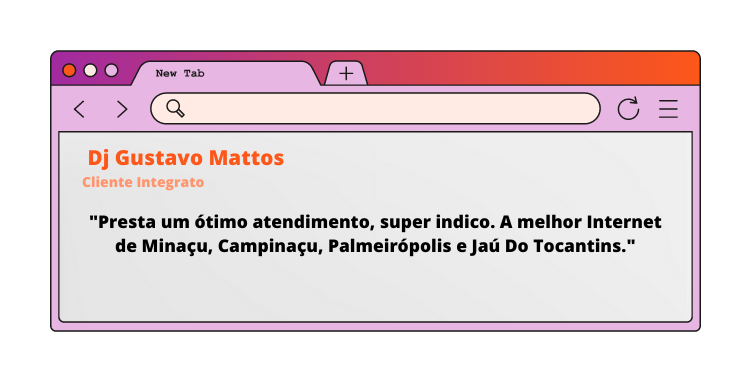 New Tab
Dj Gustavo Mattos
Cliente Integrato
"Presta um ótimo atendimento, super indico. A melhor Internet
de Minaçu, Campinaçu, Palmeirópolis e Jaú Do Tocantins."